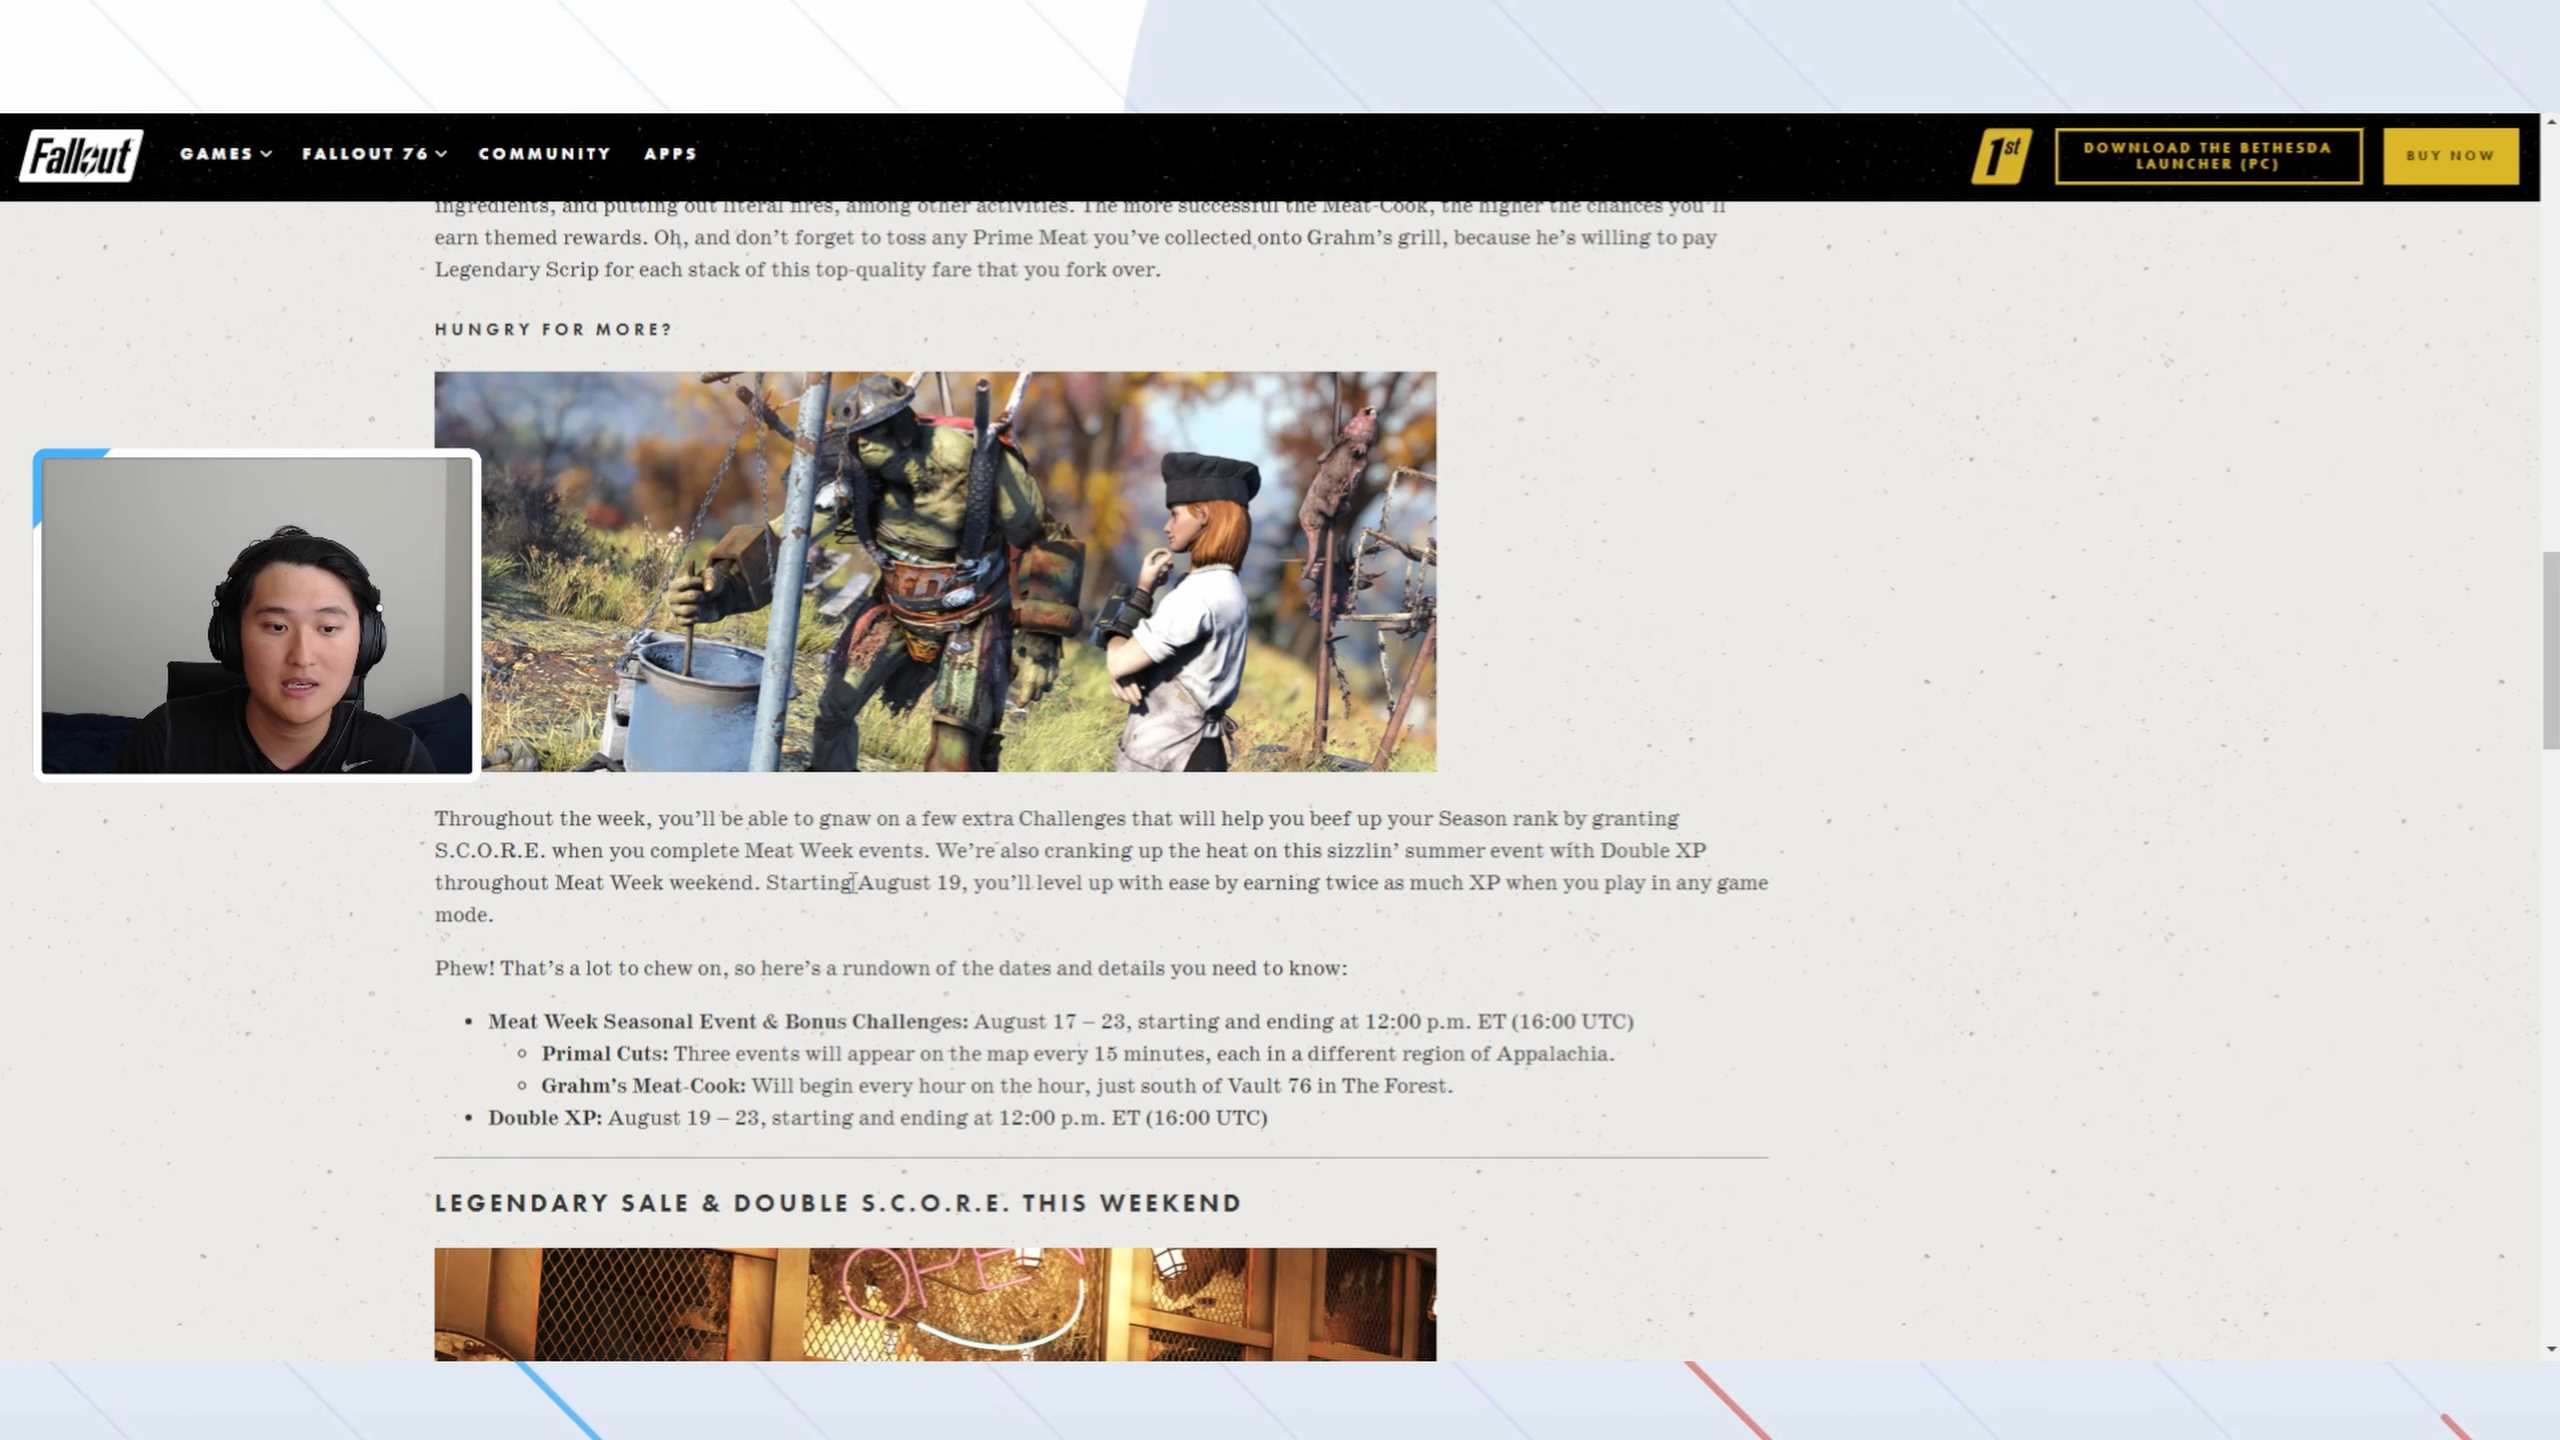 Fallout GAMES FALLOUT 76 COMMUNITY APPS 1st DOWNLOAD THE BETHESDA LAUNCHER (PC) BUY NOW
ingredients, and putting out literal fires, among other activities. The more successful the Meat-Cook, the higher the chances you’ll
earn themed rewards. Oh, and don’t forget to toss any Prime Meat you’ve collected onto Grahm’s grill, because he’s willing to pay
Legendary Scrip for each stack of this top-quality fare that you fork over.
HUNGRY FOR MORE?
Throughout the week, you’ll be able to gnaw on a few extra Challenges that will help you beef up your Season rank by granting
S.C.O.R.E. when you complete Meat Week events. We’re also cranking up the heat on this sizzlin’ summer event with Double XP
throughout Meat Week weekend. Starting August 19, you’ll level up with ease by earning twice as much XP when you play in any game
mode.
Phew! That’s a lot to chew on, so here’s a rundown of the dates and details you need to know:
• Meat Week Seasonal Event & Bonus Challenges: August 17 – 23, starting and ending at 12:00 p.m. ET (16:00 UTC)
○ Primal Cuts: Three events will appear on the map every 15 minutes, each in a different region of Appalachia.
○ Grahm’s Meat-Cook: Will begin every hour on the hour, just south of Vault 76 in The Forest.
• Double XP: August 19 – 23, starting and ending at 12:00 p.m. ET (16:00 UTC)
LEGENDARY SALE & DOUBLE S.C.O.R.E. THIS WEEKEND
OPEN